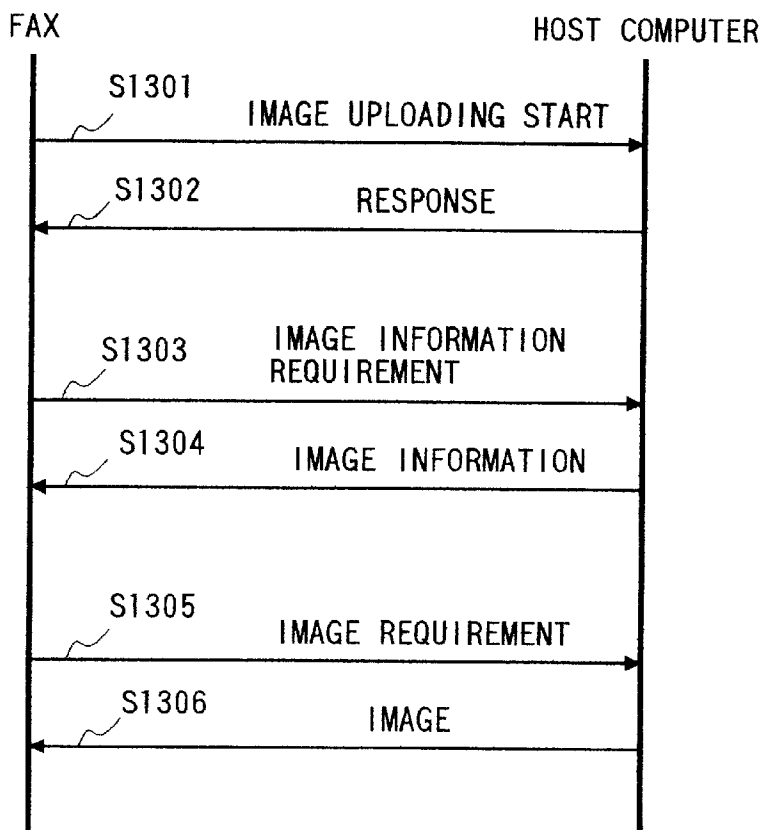 FAX
HOST COMPUTER
S1301
IMAGE UPLOADING START
S1302
RESPONSE
S1303
IMAGE INFORMATION
REQUIREMENT
S1304
IMAGE INFORMATION
S1305
IMAGE REQUIREMENT
S1306
IMAGE